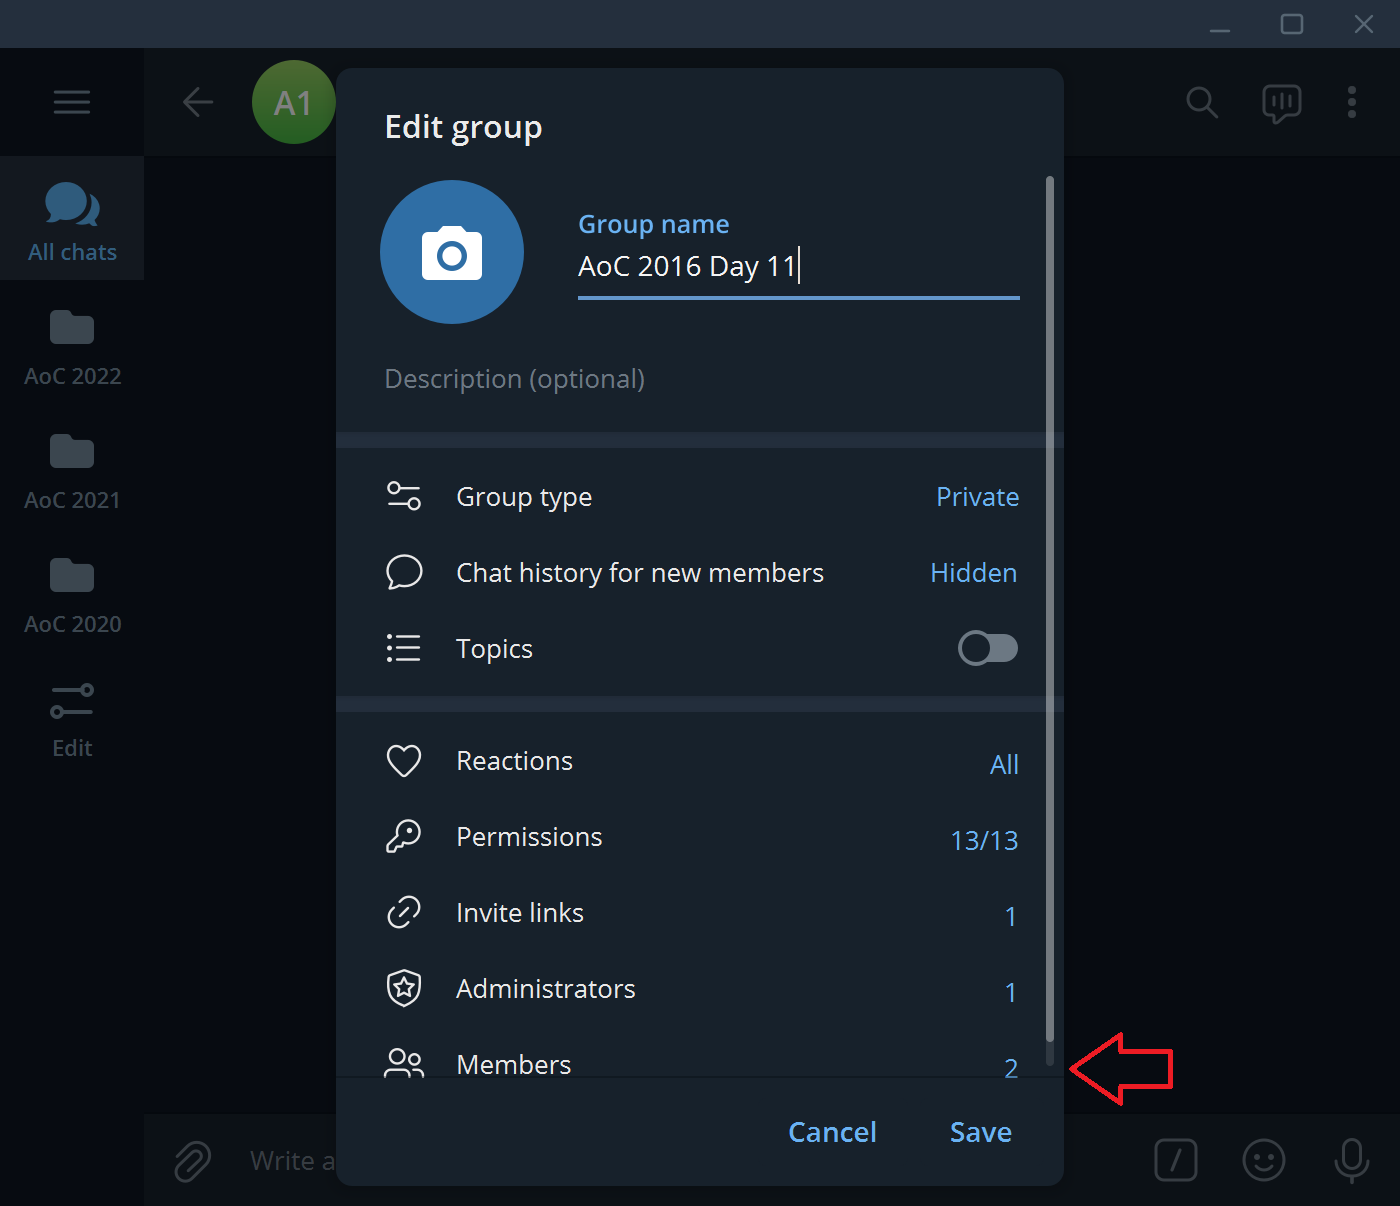 A1
Edit group
All chats
AoC 2022
AoC 2021
AoC 2020
Edit
Group name
AoC 2016 Day 11
Description (optional)
Group type Private
Chat history for new members Hidden
Topics
Reactions All
Permissions 13/13
Invite links 1
Administrators 1
Members 2
Cancel Save
Write a